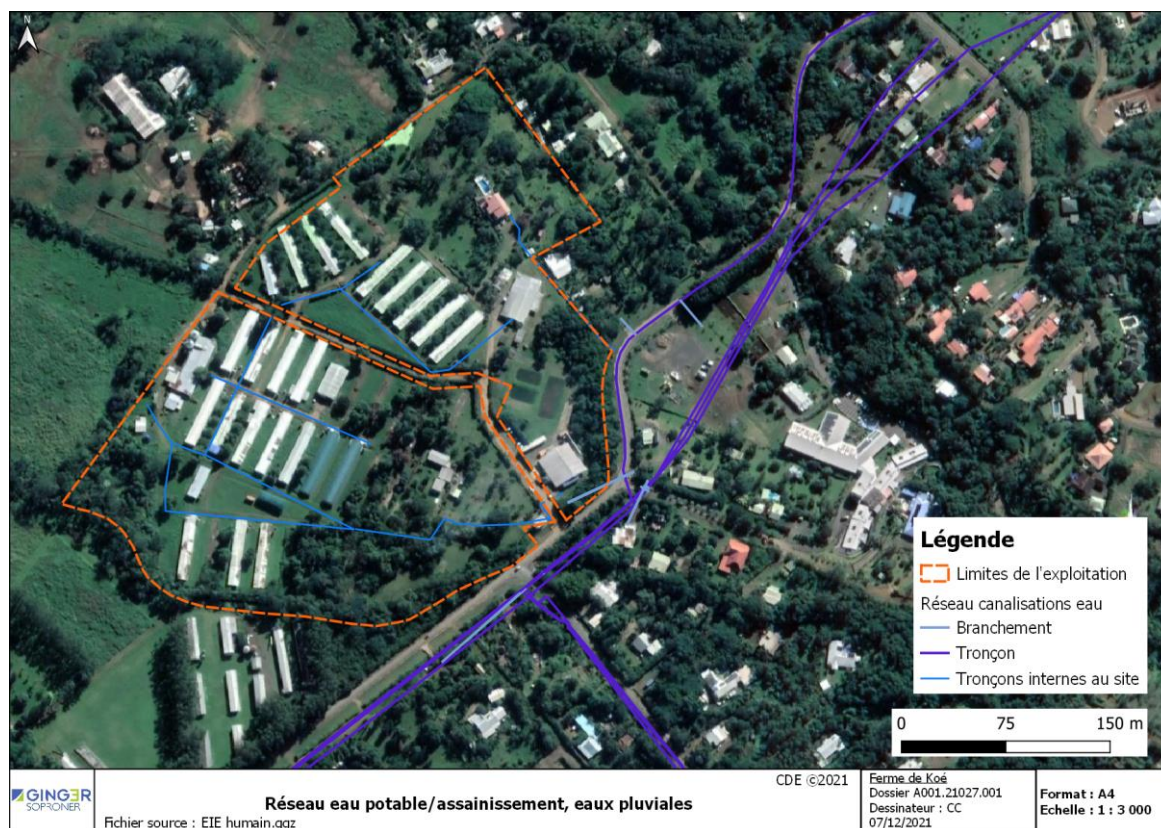 N
Légende
Limites de l'exploitation
Réseau canalisations eau
Branchement
Tronçon
Tronçons internes au site
0 75 150 m
GINGER
SOPRONER
CDE ©2021
Réseau eau potable/assainissement, eaux pluviales
Fichier source : EIE humain.qgz
Ferme de Koé
Dossier A001.21027.001
Dessinateur : CC
07/12/2021
Format : A4
Echelle : 1 : 3 000